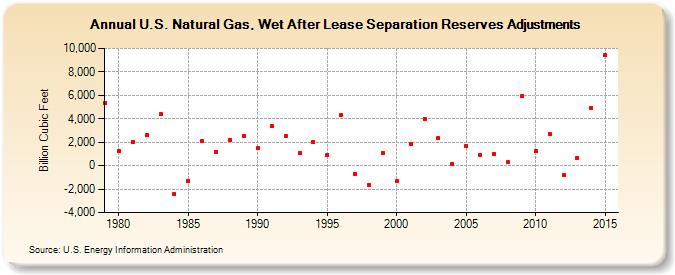 Annual U.S. Natural Gas, Wet After Lease Separation Reserves Adjustments
Billion Cubic Feet
10,000
8,000
6,000
4,000
2,000
0
-2,000
-4,000
1980 1985 1990 1995 2000 2005 2010 2015
Source: U.S. Energy Information Administration